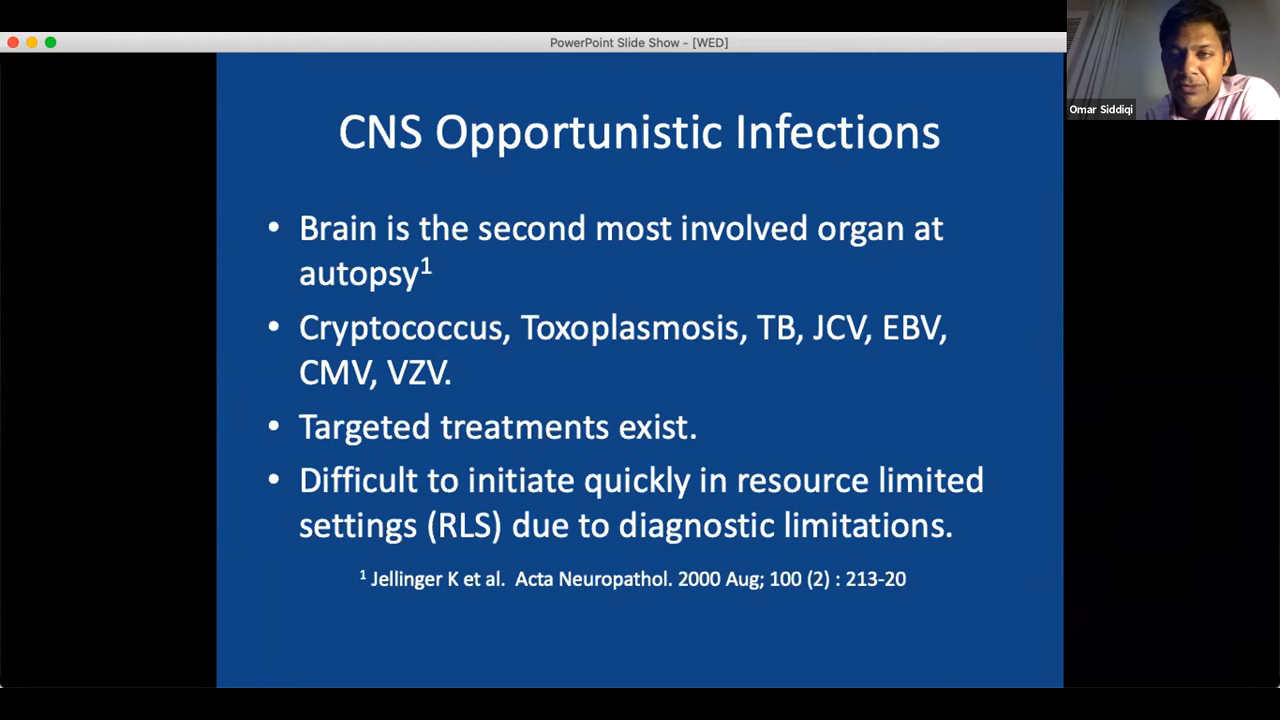 PowerPoint Slide Show - [WED]
Omar Siddiqi
CNS Opportunistic Infections
• Brain is the second most involved organ at
autopsy¹
• Cryptococcus, Toxoplasmosis, TB, JCV, EBV,
CMV, VZV.
• Targeted treatments exist.
• Difficult to initiate quickly in resource limited
settings (RLS) due to diagnostic limitations.
¹ Jellinger K et al. Acta Neuropathol. 2000 Aug; 100 (2) : 213-20